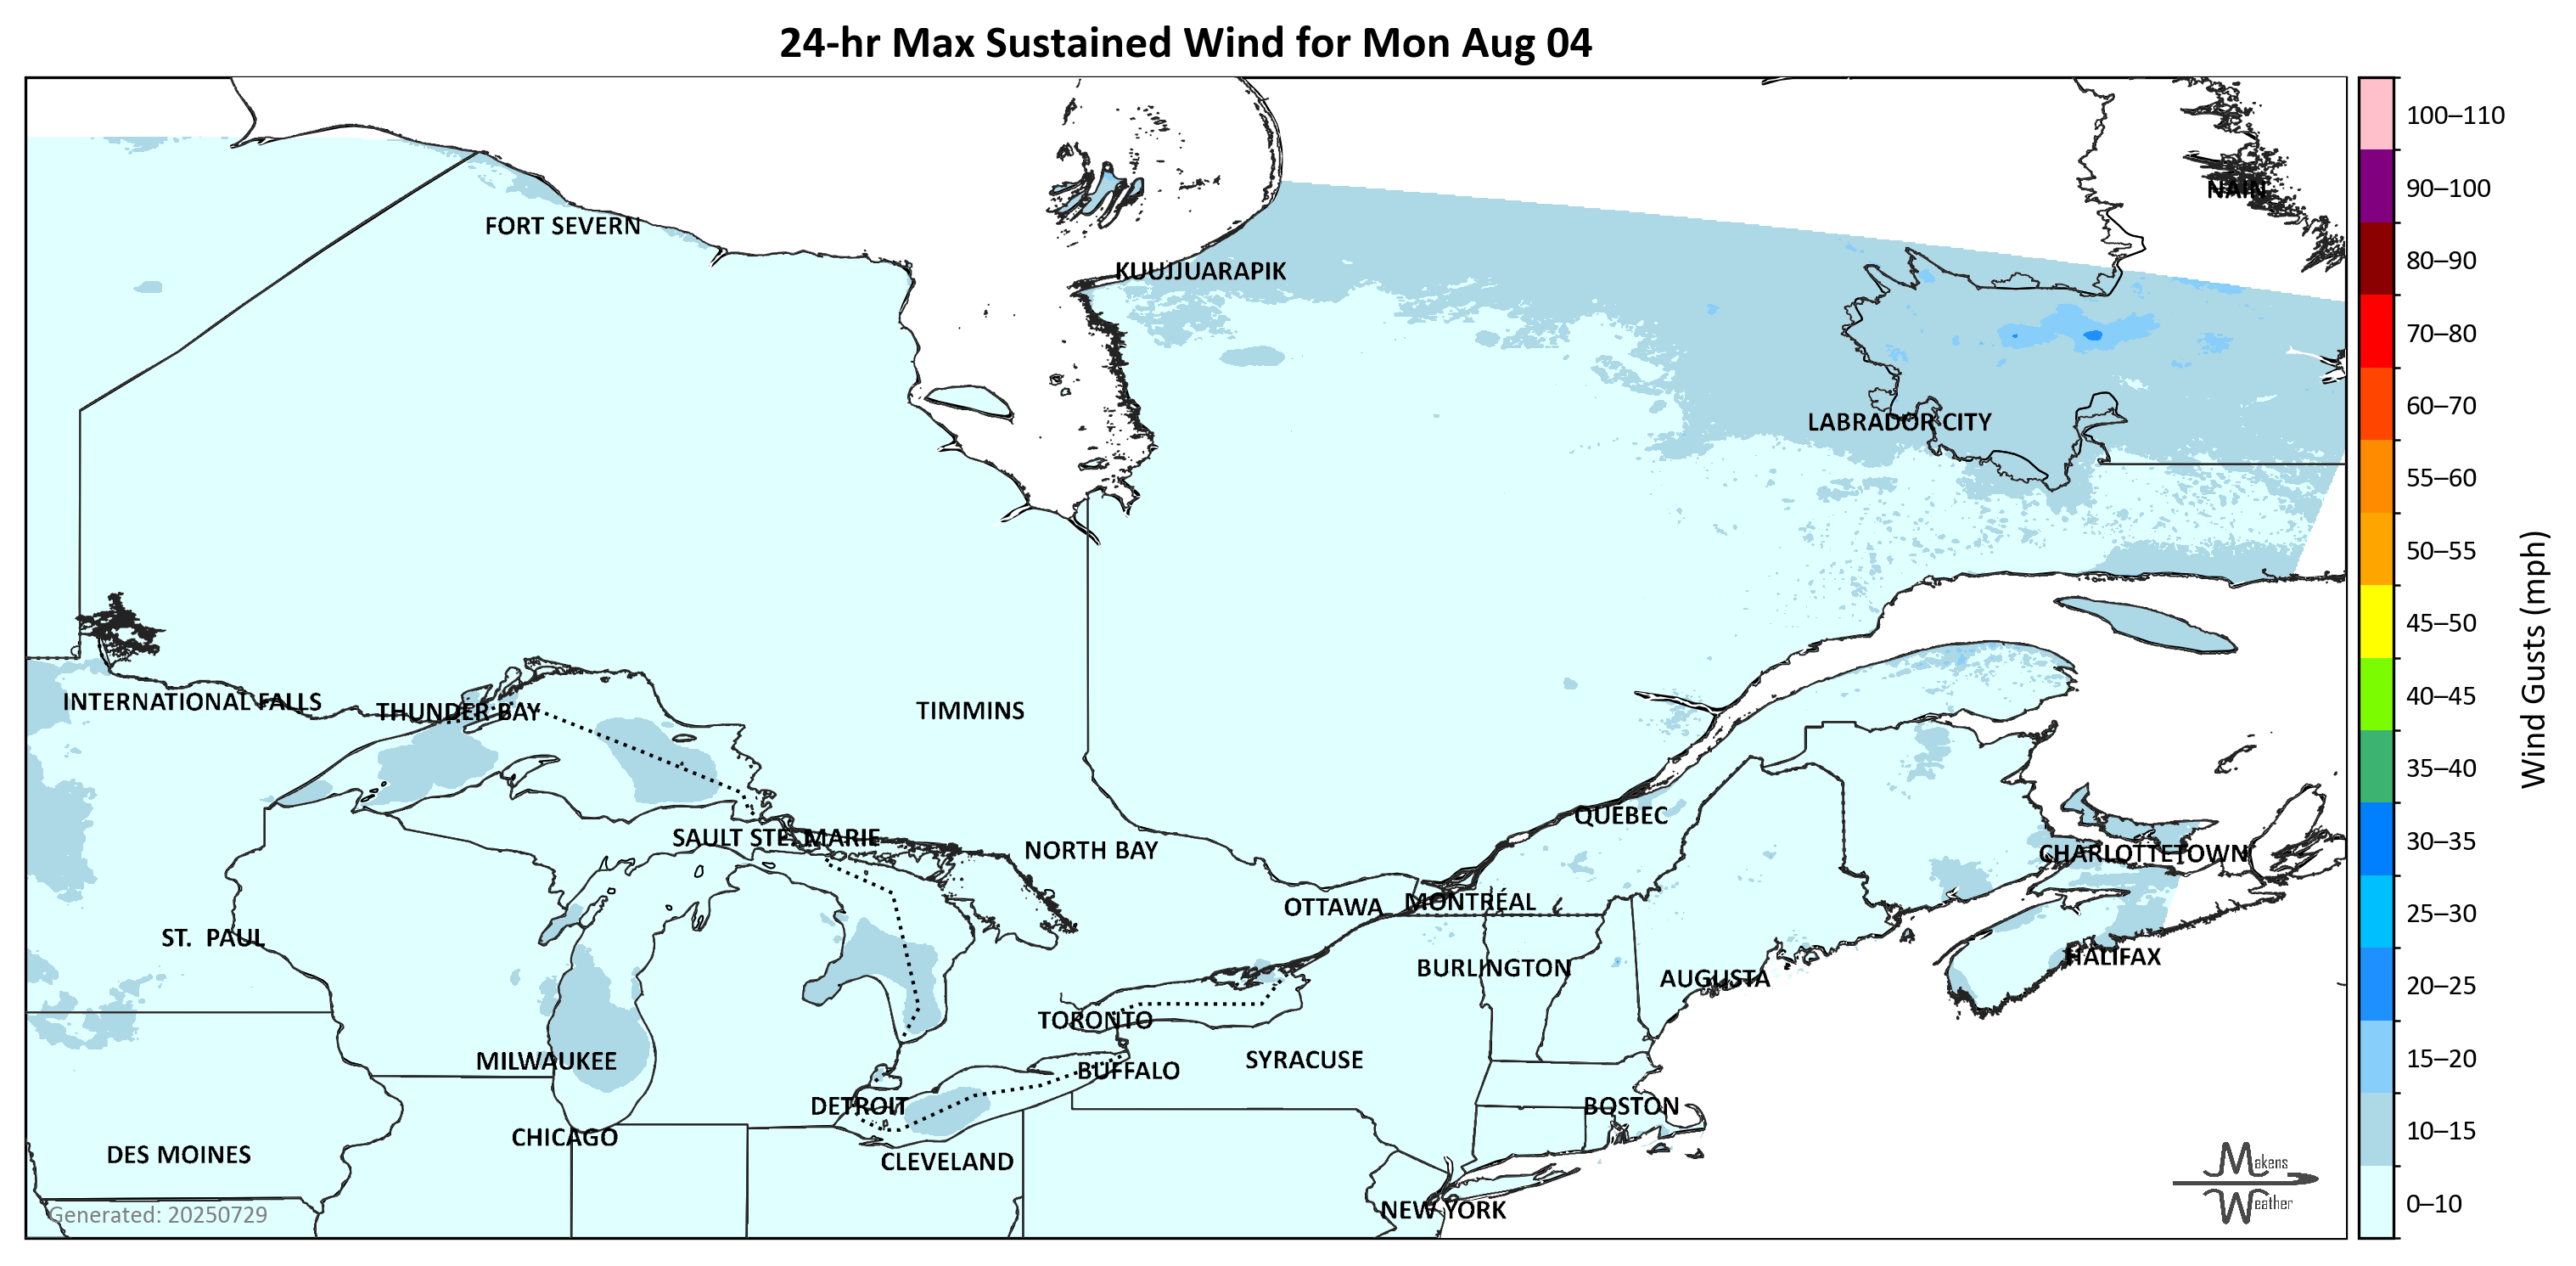 24-hr Max Sustained Wind for Mon Aug 04
100–110
90–100
NAIN
FORT SEVERN
80–90
KUUJJUARAPIK
70–80
60–70
LABRADOR CITY
55–60
50–55
45–50
Wind Gusts (mph)
40–45
INTERNATIONAL FALLS
THUNDER BAY
TIMMINS
35–40
QUÉBEC
SAULT STE. MARIE
NORTH BAY
30–35
CHARLOTTETOWN
OTTAWA
MONTRÉAL
25–30
ST. PAUL
HALIFAX
BURLINGTON
AUGUSTA
20–25
TORONTO
MILWAUKEE
SYRACUSE
15–20
BUFFALO
DETROIT
BOSTON
CHICAGO
10–15
DES MOINES
CLEVELAND
Makens
Weather
0–10
NEW YORK
Generated: 20250729